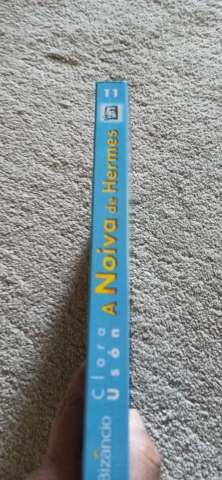 11
A Noiva de Hermes
Clara
Usón
Bizâncio